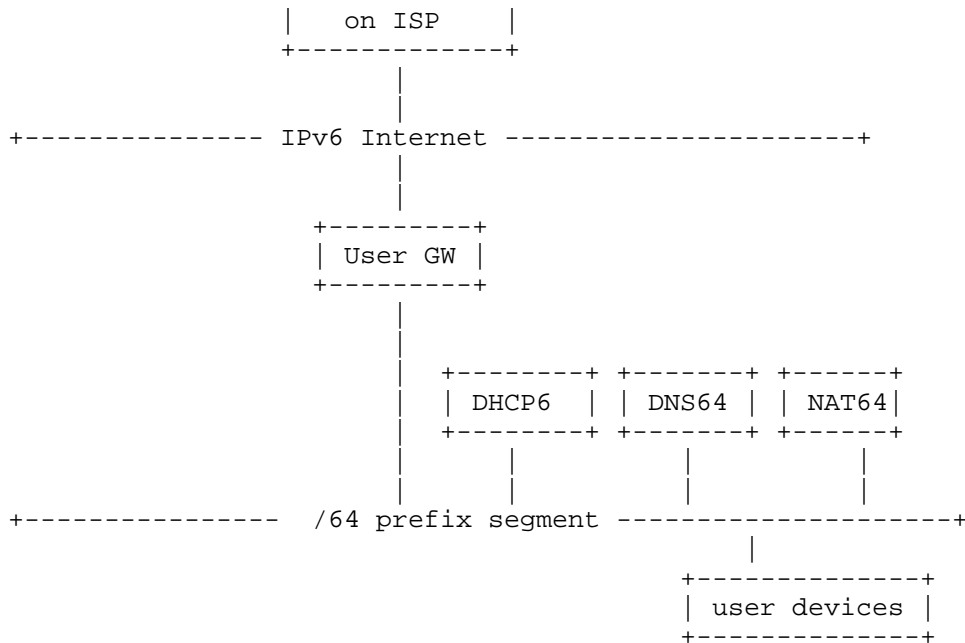 on ISP
IPv6 Internet
User GW
DHCP6 DNS64 NAT64
/64 prefix segment
user devices